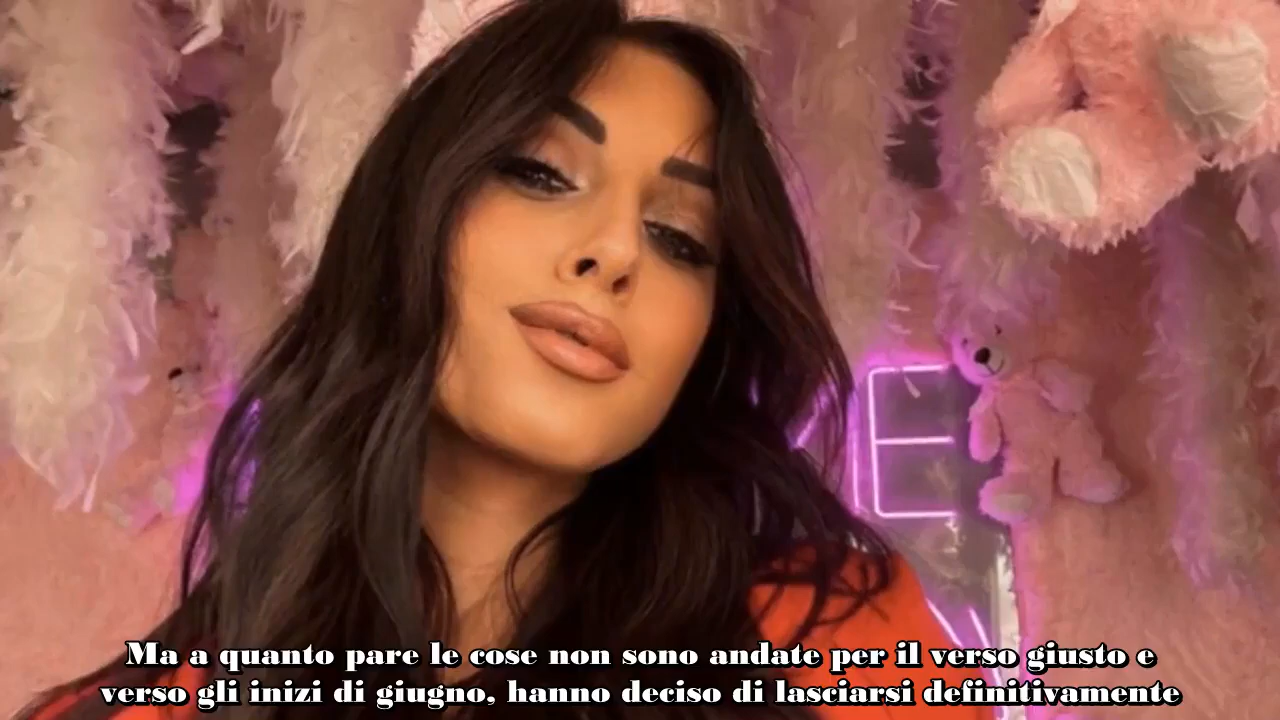 E
Ma a quanto pare le cose non sono andate per il verso giusto e
verso gli inizi di giugno, hanno deciso di lasciarsi definitivamente